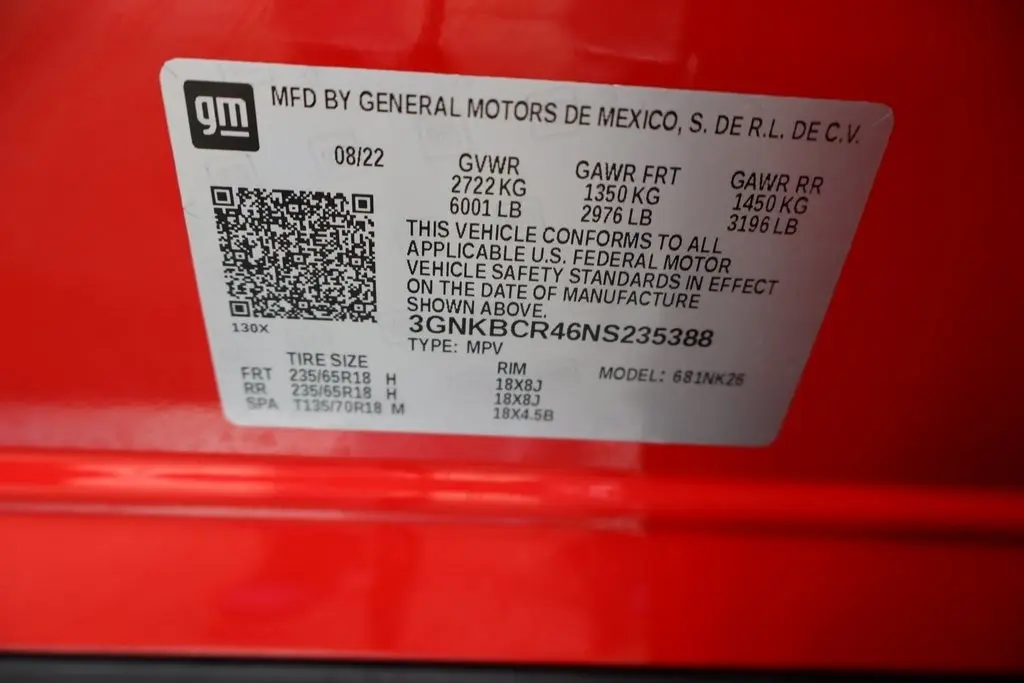 gm
MFD BY GENERAL MOTORS DE MEXICO, S. DE R.L. DE C.V.
08/22
GVWR
2722 KG
6001 LB
GAWR FRT
1350 KG
2976 LB
GAWR RR
1450 KG
3196 LB
THIS VEHICLE CONFORMS TO ALL
APPLICABLE U.S. FEDERAL MOTOR
VEHICLE SAFETY STANDARDS IN EFFECT
ON THE DATE OF MANUFACTURE
SHOWN ABOVE.
3GNKBCR46NS235388
130X
TYPE: MPV
TIRE SIZE RIM MODEL: 681NK26
FRT 235/65R18 H 18X8J
RR 235/65R18 H 18X8J
SPA T135/70R18 M 18X4.5B